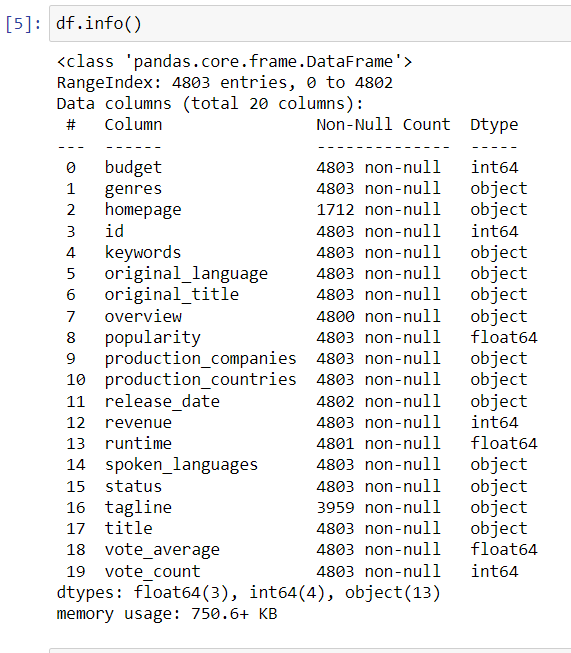 [5]: df.info()
<class 'pandas.core.frame.DataFrame'>
RangeIndex: 4803 entries, 0 to 4802
Data columns (total 20 columns):
 #   Column                Non-Null Count  Dtype
---  ------                --------------  -----
 0   budget                4803 non-null   int64
 1   genres                4803 non-null   object
 2   homepage              1712 non-null   object
 3   id                    4803 non-null   int64
 4   keywords              4803 non-null   object
 5   original_language     4803 non-null   object
 6   original_title        4803 non-null   object
 7   overview              4800 non-null   object
 8   popularity            4803 non-null   float64
 9   production_companies  4803 non-null   object
 10  production_countries  4803 non-null   object
 11  release_date          4802 non-null   object
 12  revenue               4803 non-null   int64
 13  runtime               4801 non-null   float64
 14  spoken_languages      4803 non-null   object
 15  status                4803 non-null   object
 16  tagline               3959 non-null   object
 17  title                 4803 non-null   object
 18  vote_average          4803 non-null   float64
 19  vote_count            4803 non-null   int64
dtypes: float64(3), int64(4), object(13)
memory usage: 750.6+ KB